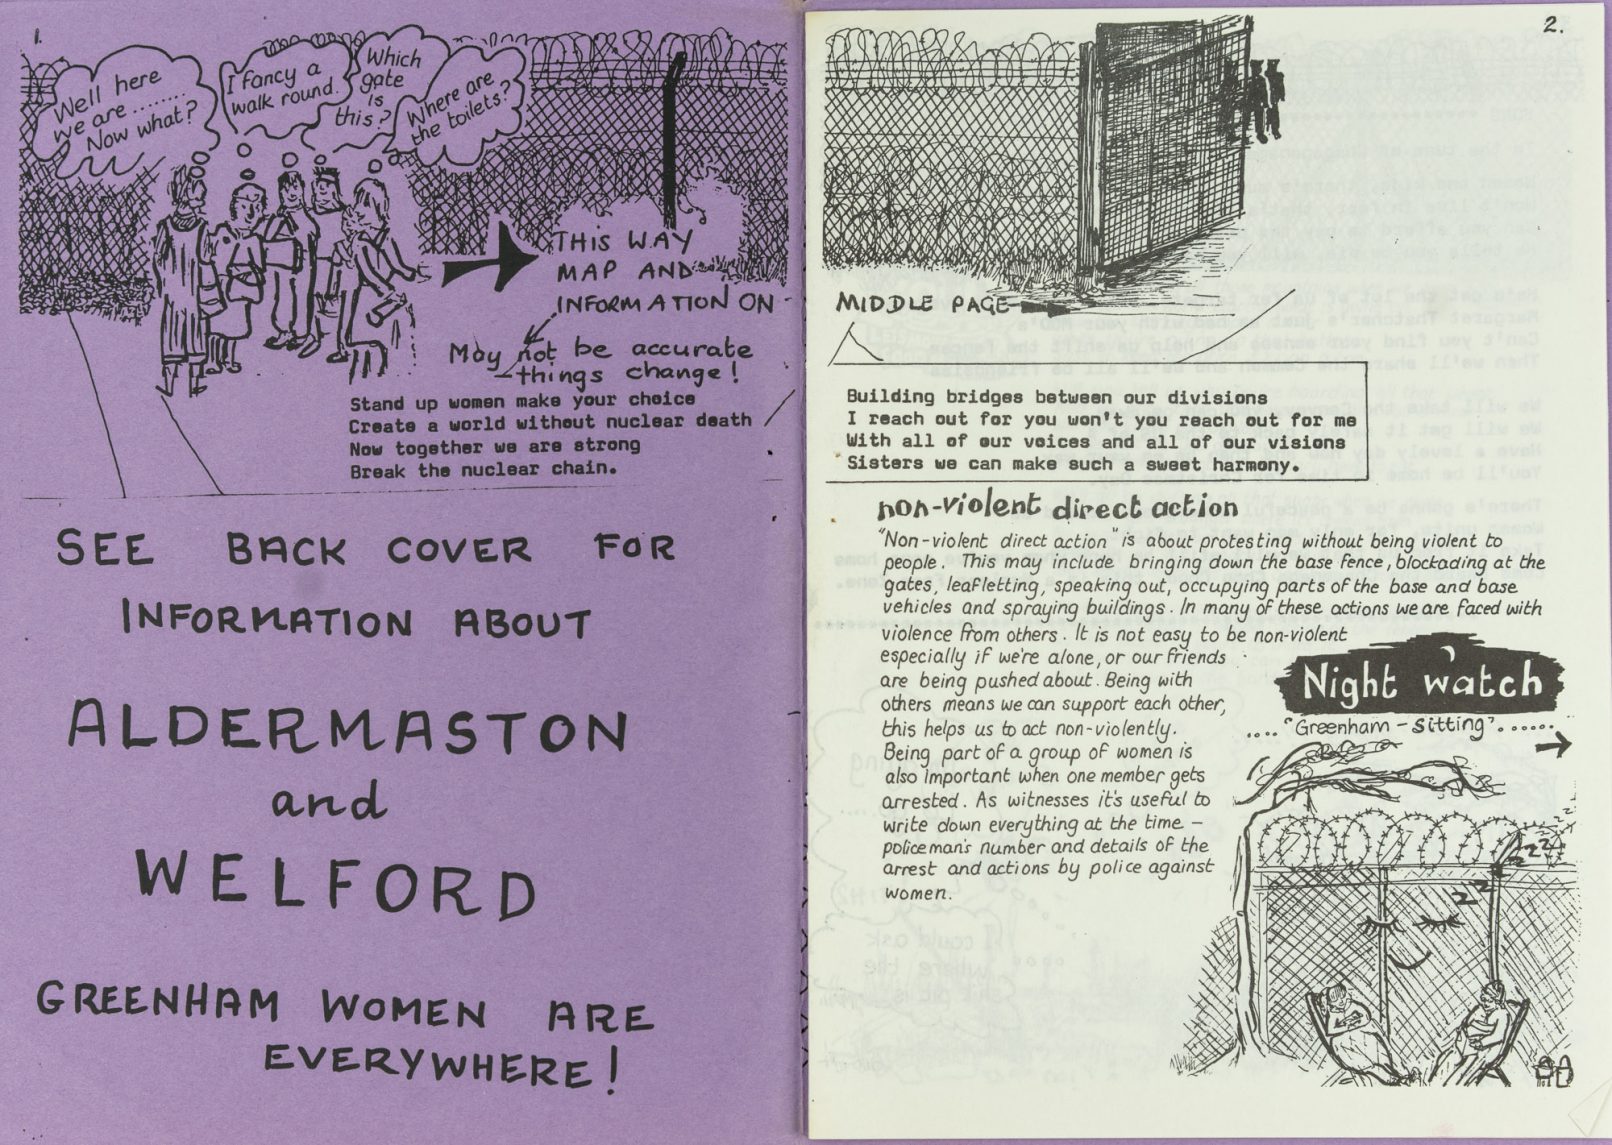 1.
Well here
we are ........
Now what?
I fancy a
walk round.
Which
gate
is
this?
Where are
the toilets?
THIS WAY
MAP AND
INFORMATION ON
May not be accurate
things change!
Stand up women make your choice
Create a world without nuclear death
Now together we are strong
Break the nuclear chain.
SEE BACK COVER FOR
INFORMATION ABOUT
ALDERMASTON
and
WELFORD
GREENHAM WOMEN ARE
EVERYWHERE!
2.
MIDDLE PAGE
Building bridges between our divisions
I reach out for you won't you reach out for me
With all of our voices and all of our visions
Sisters we can make such a sweet harmony.
non-violent direct action
"Non-violent direct action" is about protesting without being violent to
people. This may include bringing down the base fence, blockading at the
gates, leafletting, speaking out, occupying parts of the base and base
vehicles and spraying buildings. In many of these actions we are faced with
violence from others. It is not easy to be non-violent
especially if we're alone, or our friends
are being pushed about. Being with
others means we can support each other,
this helps us to act non-violently.
Being part of a group of women is
also important when one member gets
arrested. As witnesses it's useful to
write down everything at the time -
policeman's number and details of the
arrest and actions by police against
women.
Night watch
.... "Greenham - sitting" ......
z z z z z